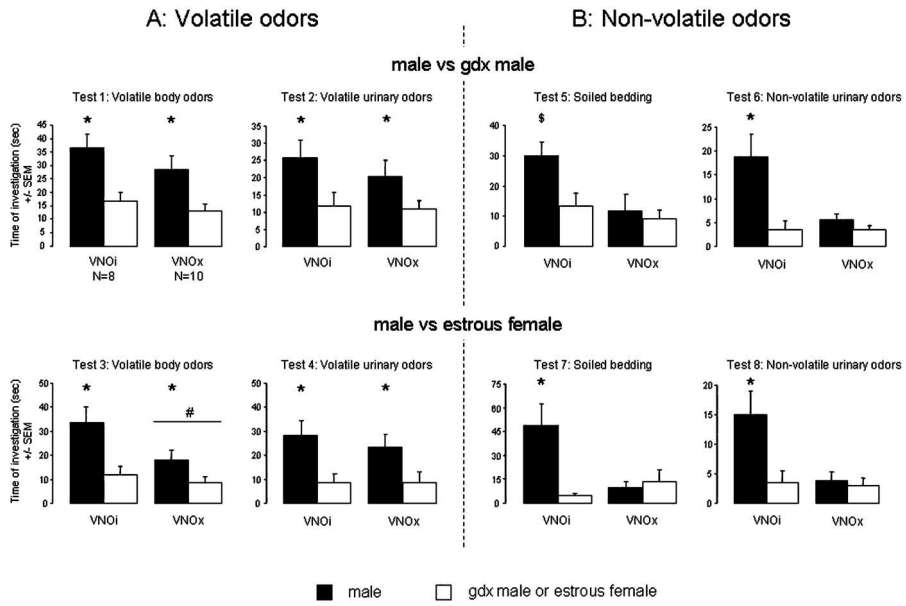 A: Volatile odors
B: Non-volatile odors
male vs gdx male
Test 1: Volatile body odors
Test 2: Volatile urinary odors
Test 5: Soiled bedding
Test 6: Non-volatile urinary odors
Time of investigation (sec)
+/- SEM
45
40
35
30
25
20
15
10
5
0
*
*
VNOi
N=8
VNOx
N=10
35
30
25
20
15
10
5
0
*
*
VNOi
VNOx
40
30
20
10
0
$
VNOi
VNOx
25
20
15
10
5
0
*
VNOi
VNOx
male vs estrous female
Test 3: Volatile body odors
Test 4: Volatile urinary odors
Test 7: Soiled bedding
Test 8: Non-volatile urinary odors
Time of investigation (sec)
+/- SEM
50
40
30
20
10
0
*
*
#
VNOi
VNOx
50
40
30
20
10
0
*
*
VNOi
VNOx
75
60
45
30
15
0
*
VNOi
VNOx
20
15
10
5
0
*
VNOi
VNOx
male
gdx male or estrous female